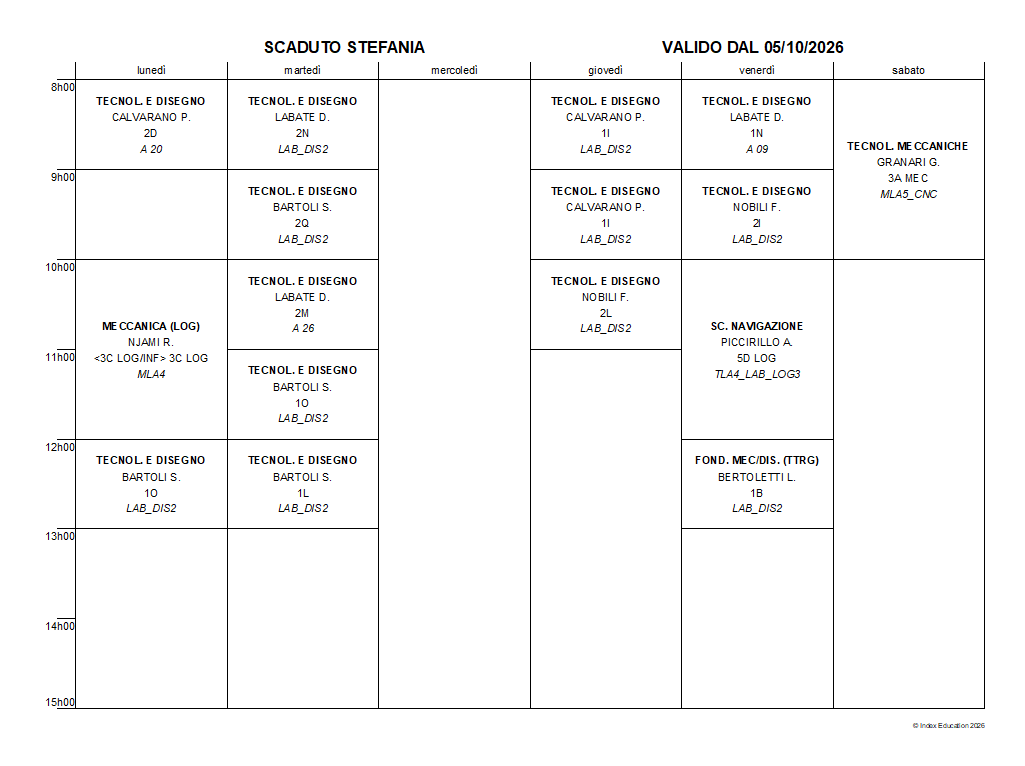 SCADUTO STEFANIA
VALIDO DAL 05/10/2026
lunedì
martedì
mercoledì
giovedì
venerdì
sabato
8h00
9h00
10h00
11h00
12h00
13h00
14h00
15h00
TECNOL. E DISEGNO
CALVARANO P.
2D
A 20
MECCANICA (LOG)
NJAMI R.
<3C LOG/INF> 3C LOG
MLA4
TECNOL. E DISEGNO
BARTOLI S.
1O
LAB_DIS2
TECNOL. E DISEGNO
LABATE D.
2N
LAB_DIS2
TECNOL. E DISEGNO
BARTOLI S.
2Q
LAB_DIS2
TECNOL. E DISEGNO
LABATE D.
2M
A 26
TECNOL. E DISEGNO
BARTOLI S.
1O
LAB_DIS2
TECNOL. E DISEGNO
BARTOLI S.
1L
LAB_DIS2
TECNOL. E DISEGNO
CALVARANO P.
1I
LAB_DIS2
TECNOL. E DISEGNO
CALVARANO P.
1I
LAB_DIS2
TECNOL. E DISEGNO
NOBILI F.
2L
LAB_DIS2
TECNOL. E DISEGNO
LABATE D.
1N
A 09
TECNOL. E DISEGNO
NOBILI F.
2I
LAB_DIS2
SC. NAVIGAZIONE
PICCIRILLO A.
5D LOG
TLA4_LAB_LOG3
FOND. MEC/DIS. (TTRG)
BERTOLETTI L.
1B
LAB_DIS2
TECNOL. MECCANICHE
GRANARI G.
3A MEC
MLA5_CNC
© Index Education 2026